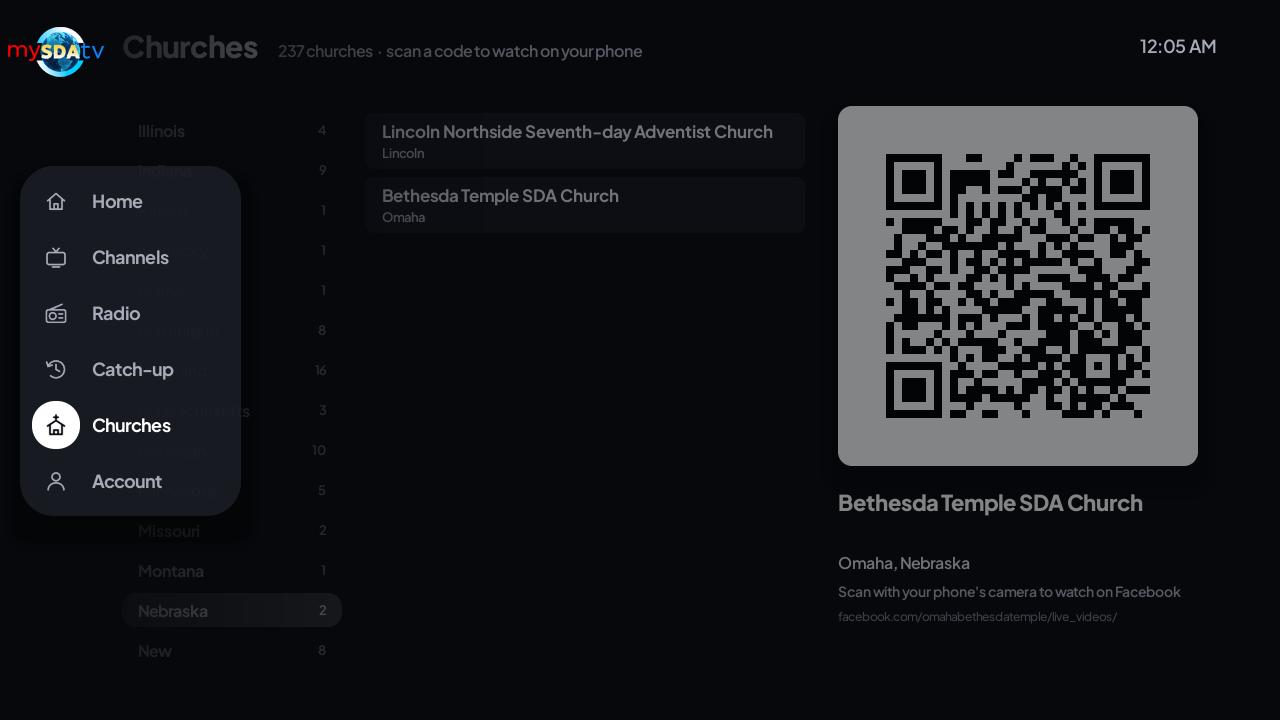 mySDAtv
Churches
237 churches · scan a code to watch on your phone
12:05 AM
Illinois 4
Indiana 9
1
1
1
8
16
3
10
5
Missouri 2
Montana 1
Nebraska 2
New 8
Home
Channels
Radio
Catch-up
Churches
Account
Lincoln Northside Seventh-day Adventist Church
Lincoln
Bethesda Temple SDA Church
Omaha
Bethesda Temple SDA Church
Omaha, Nebraska
Scan with your phone's camera to watch on Facebook
facebook.com/omahabethesdatemple/live_videos/